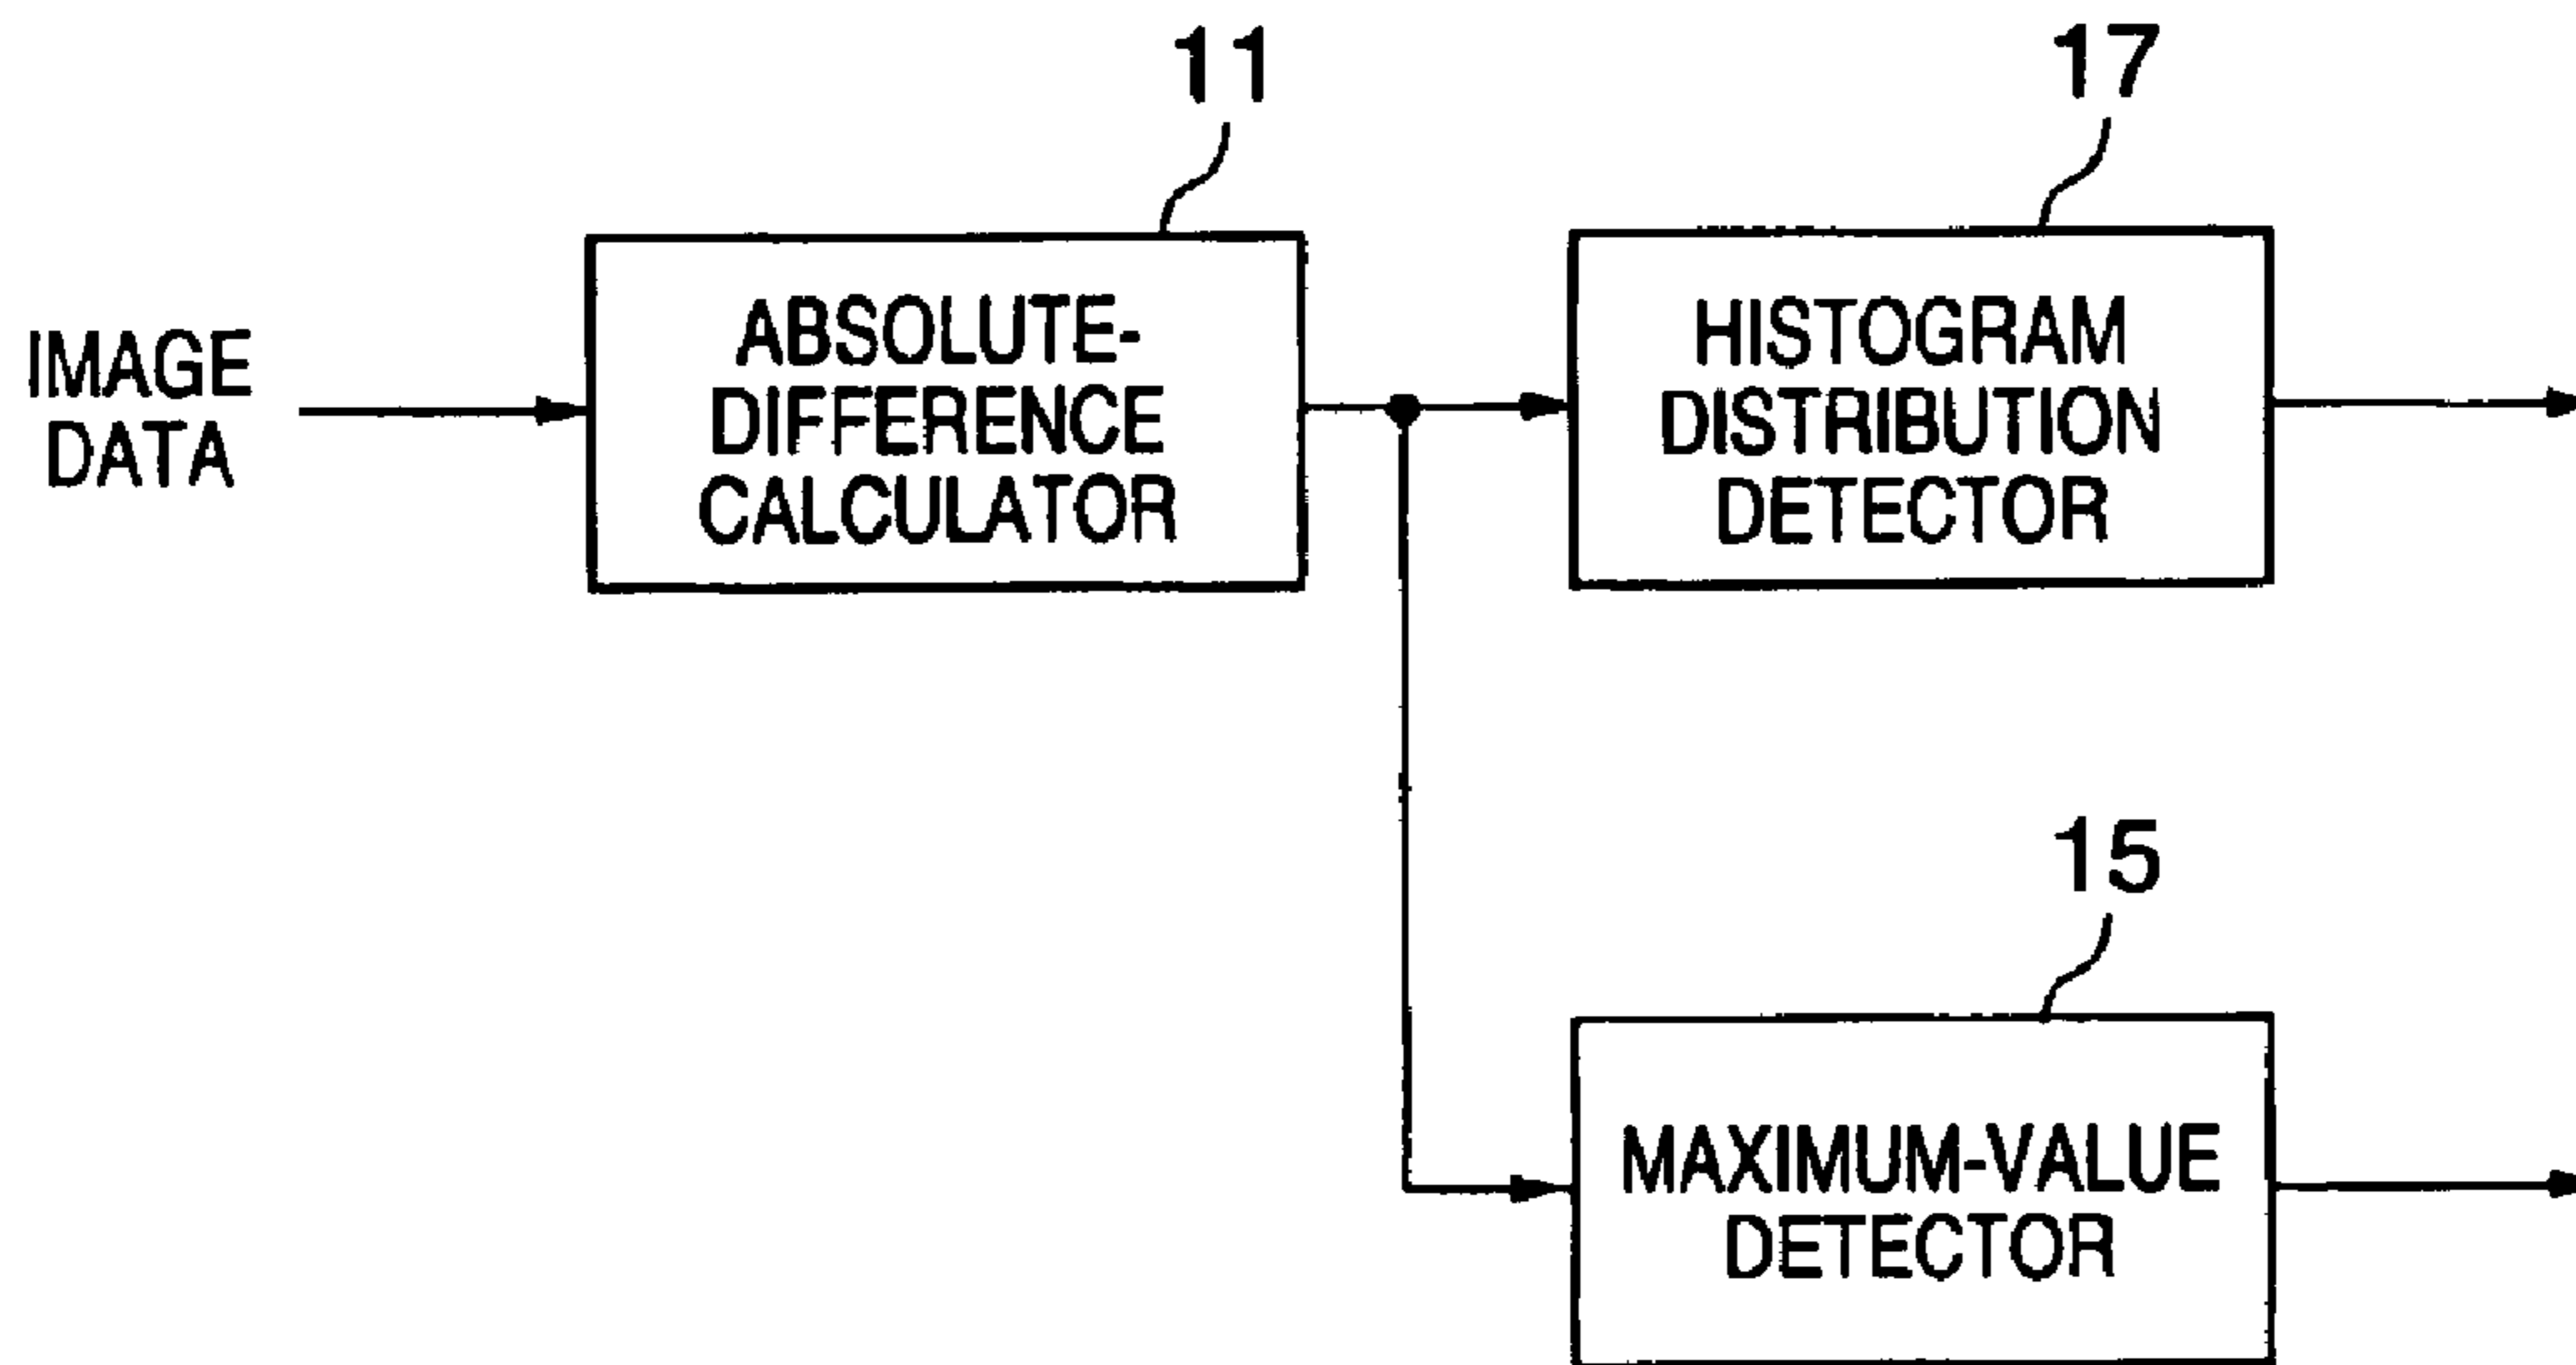 11
17
IMAGE
DATA
ABSOLUTE-
DIFFERENCE
CALCULATOR
HISTOGRAM
DISTRIBUTION
DETECTOR
15
MAXIMUM-VALUE
DETECTOR